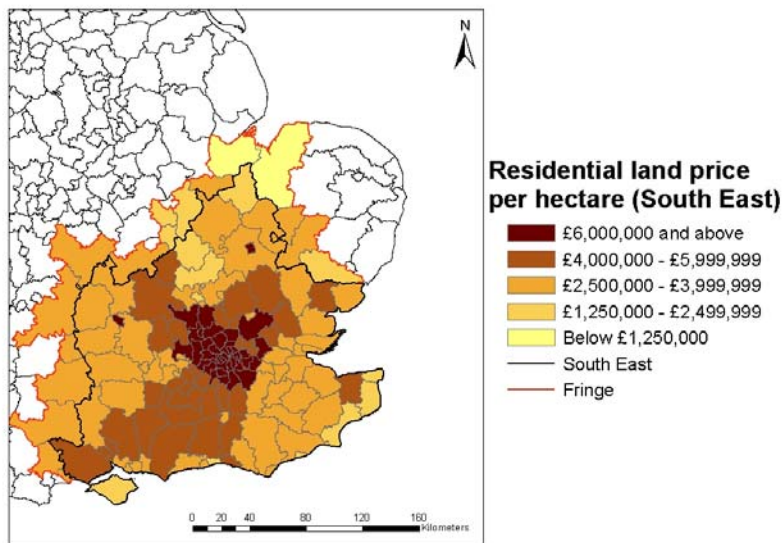 N
Residential land price
per hectare (South East)
£6,000,000 and above
£4,000,000 - £5,999,999
£2,500,000 - £3,999,999
£1,250,000 - £2,499,999
Below £1,250,000
South East
Fringe
0 20 40 80 120 160
Kilometers